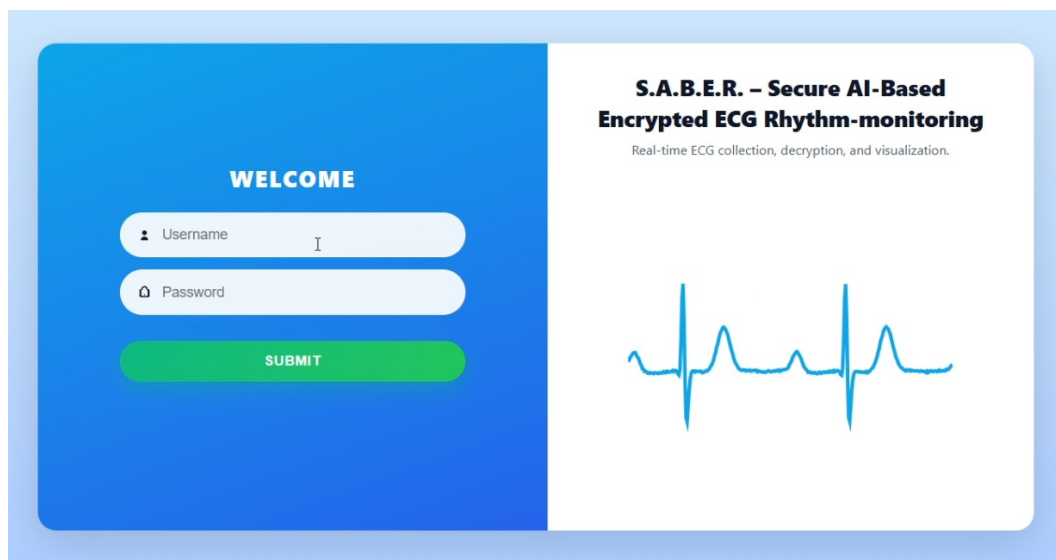 WELCOME
Username
Password
SUBMIT
S.A.B.E.R. – Secure AI-Based
Encrypted ECG Rhythm-monitoring
Real-time ECG collection, decryption, and visualization.